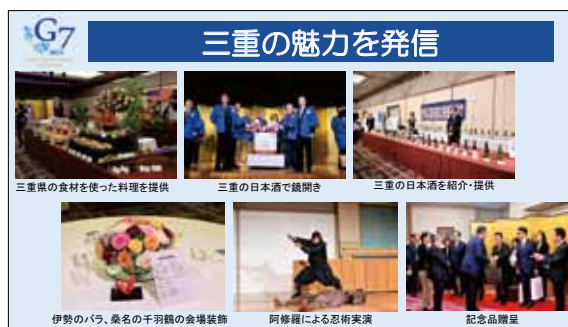 G7
三重の魅力を発信
三重県の食材を使った料理を提供
三重の日本酒で鏡開き
三重の日本酒を紹介・提供
伊勢のバラ、桑名の千羽鶴の会場装飾
阿修羅による忍術実演
記念品贈呈